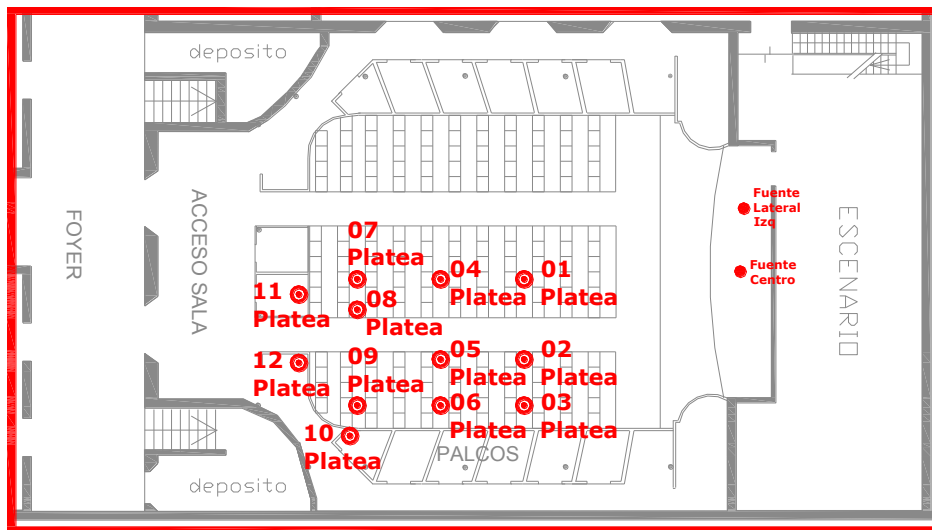 deposito
Fuente
Lateral
Izq
FOYER
ACCESO SALA
ESCENARIO
07
Platea
04
Platea
01
Platea
Fuente
Centro
11
Platea
08
Platea
12
Platea
09
Platea
05
Platea
02
Platea
06
Platea
03
Platea
10
Platea
PALCOS
deposito